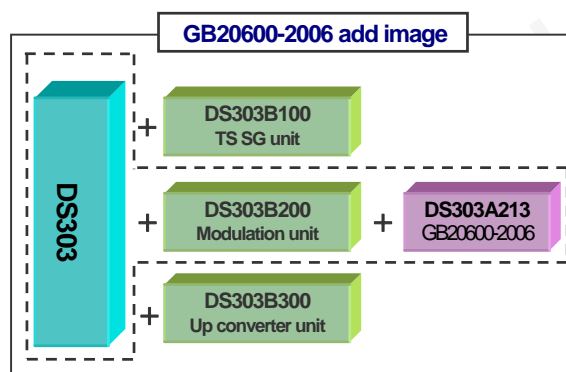 GB20600-2006 add image
DS303
+
DS303B100
TS SG unit
+
DS303B200
Modulation unit
+
DS303A213
GB20600-2006
+
DS303B300
Up converter unit